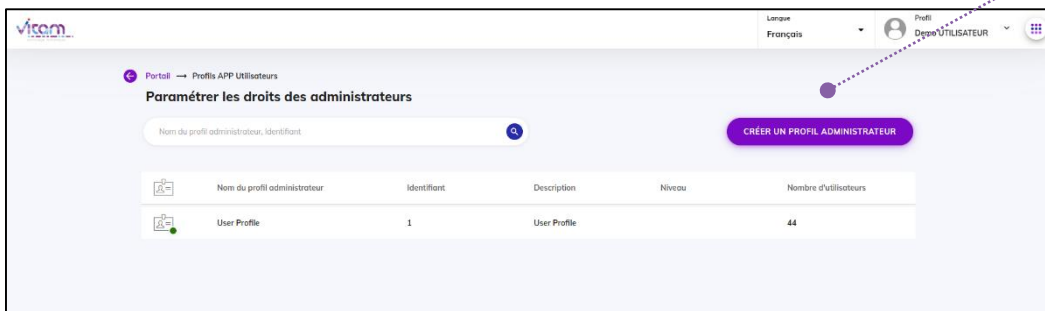 vitam
Langue
Français
Profil
Demo UTILISATEUR
Portail → Profils APP Utilisateurs
Paramétrer les droits des administrateurs
Nom du profil administrateur, Identifiant
CRÉER UN PROFIL ADMINISTRATEUR
Nom du profil administrateur Identifiant Description Niveau Nombre d'utilisateurs
User Profile 1 User Profile 44